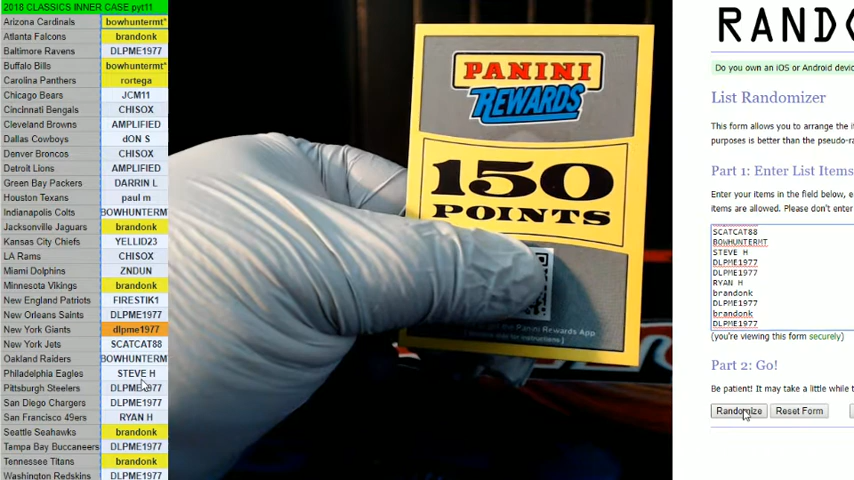 2018 CLASSICS INNER CASE pyt11
Arizona Cardinals bowhuntermt*
Atlanta Falcons brandonk
Baltimore Ravens DLPME1977
Buffalo Bills bowhuntermt*
Carolina Panthers rortega
Chicago Bears JCM11
Cincinnati Bengals CHISOX
Cleveland Browns AMPLIFIED
Dallas Cowboys dON S
Denver Broncos CHISOX
Detroit Lions AMPLIFIED
Green Bay Packers DARRIN L
Houston Texans paul m
Indianapolis Colts BOWHUNTERM
Jacksonville Jaguars brandonk
Kansas City Chiefs YELLID23
LA Rams CHISOX
Miami Dolphins ZNDUN
Minnesota Vikings brandonk
New England Patriots FIRESTIK1
New Orleans Saints DLPME1977
New York Giants dlpme1977
New York Jets SCATCAT88
Oakland Raiders BOWHUNTERM
Philadelphia Eagles STEVE H
Pittsburgh Steelers DLPME1977
San Diego Chargers DLPME1977
San Francisco 49ers RYAN H
Seattle Seahawks brandonk
Tampa Bay Buccaneers DLPME1977
Tennessee Titans brandonk
Washington Redskins DLPME1977
PANINI
REWARDS
150
POINTS
the Panini Rewards App
for instructions)
RANDO
Do you own an iOS or Android devic
List Randomizer
This form allows you to arrange the i
purposes is better than the pseudo-ra
Part 1: Enter List Items
Enter your items in the field below, e
items are allowed. Please don't enter
SCATCAT88
BOWHUNTERMT
STEVE H
DLPME1977
DLPME1977
RYAN H
brandonk
DLPME1977
brandonk
DLPME1977
(you're viewing this form securely)
Part 2: Go!
Be patient! It may take a little while t
Randomize Reset Form